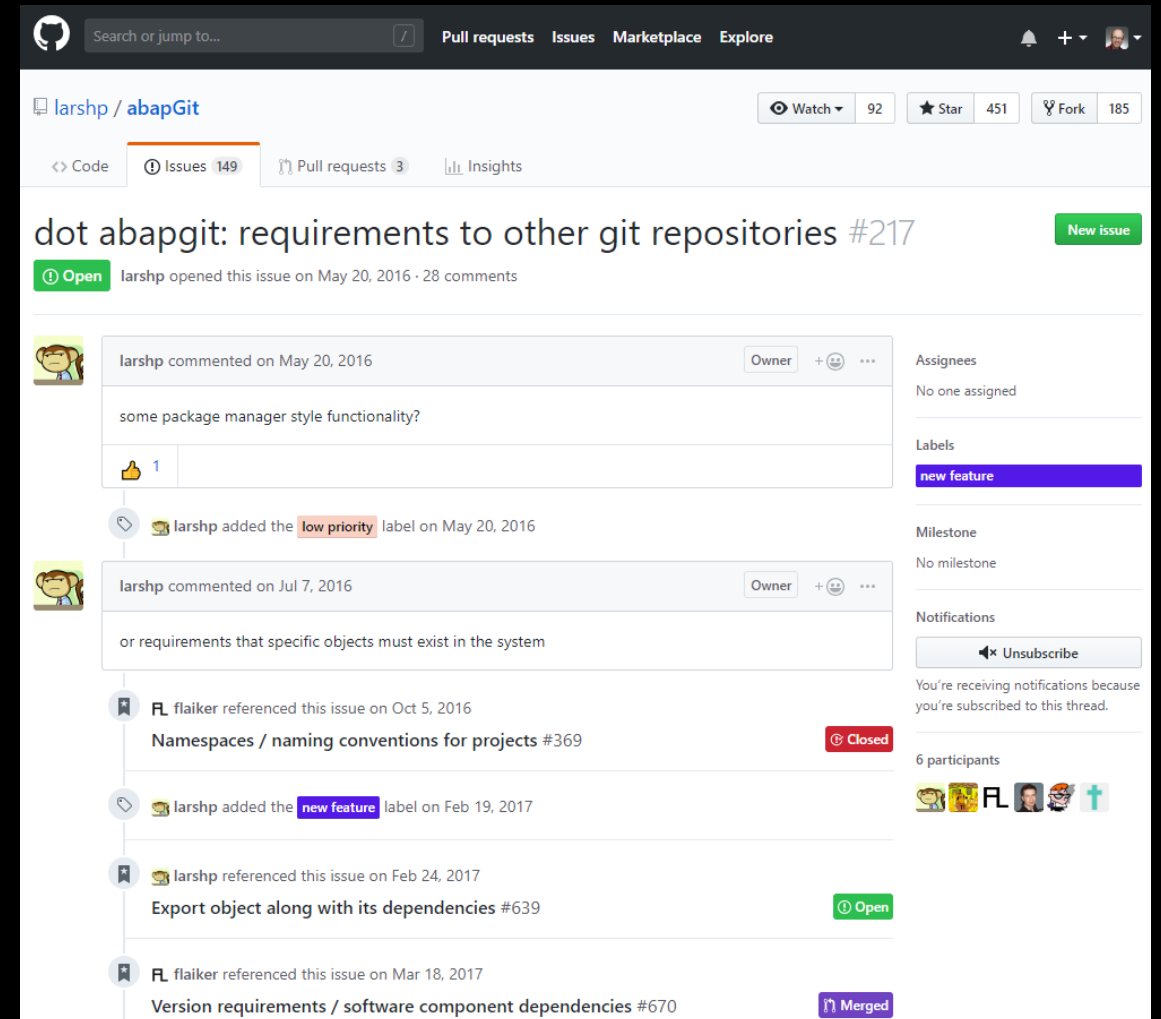 Search or jump to... /
Pull requests Issues Marketplace Explore
larshp / abapGit
Watch 92 Star 451 Fork 185
Code Issues 149 Pull requests 3 Insights
dot abapgit: requirements to other git repositories #217
New issue
Open larshp opened this issue on May 20, 2016 · 28 comments
larshp commented on May 20, 2016 Owner
some package manager style functionality?
1
larshp added the low priority label on May 20, 2016
larshp commented on Jul 7, 2016 Owner
or requirements that specific objects must exist in the system
FL flaiker referenced this issue on Oct 5, 2016
Namespaces / naming conventions for projects #369 Closed
larshp added the new feature label on Feb 19, 2017
larshp referenced this issue on Feb 24, 2017
Export object along with its dependencies #639 Open
FL flaiker referenced this issue on Mar 18, 2017
Version requirements / software component dependencies #670 Merged
Assignees
No one assigned
Labels
new feature
Milestone
No milestone
Notifications
Unsubscribe
You're receiving notifications because
you're subscribed to this thread.
6 participants
FL